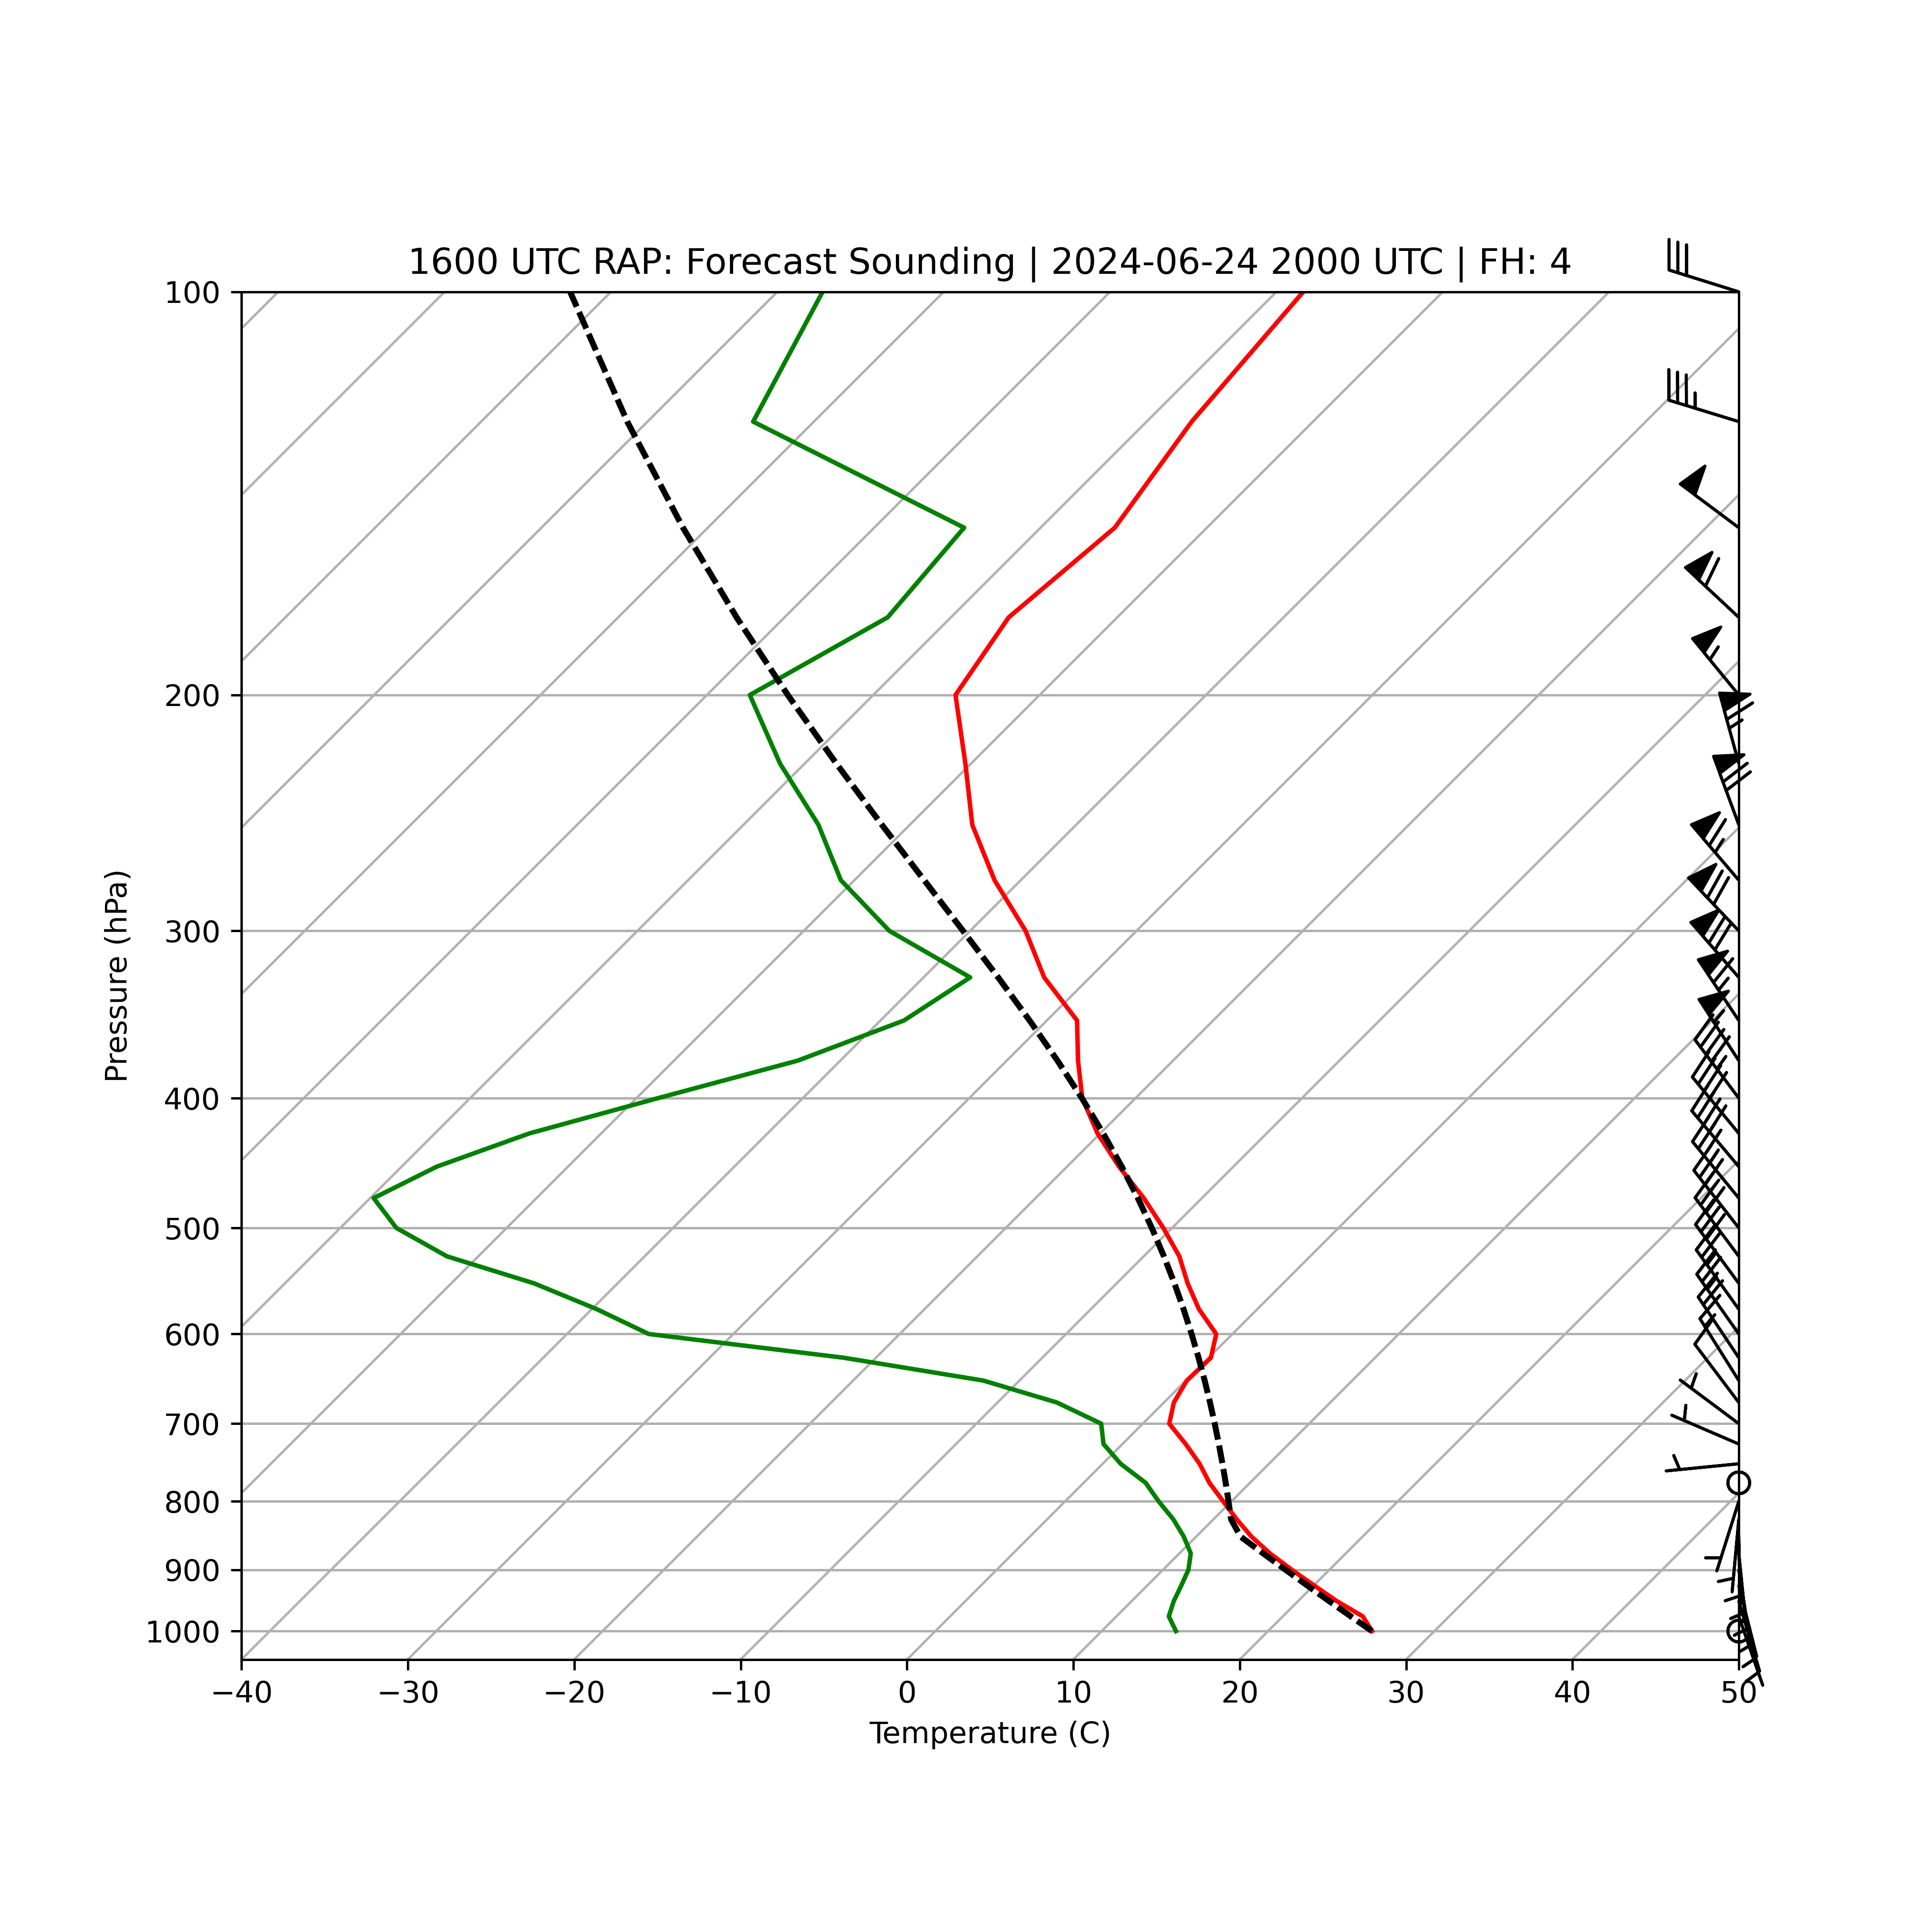 1600 UTC RAP: Forecast Sounding | 2024-06-24 2000 UTC | FH: 4
100
200
300
400
500
600
700
800
900
1000
Pressure (hPa)
−40 −30 −20 −10 0 10 20 30 40 50
Temperature (C)